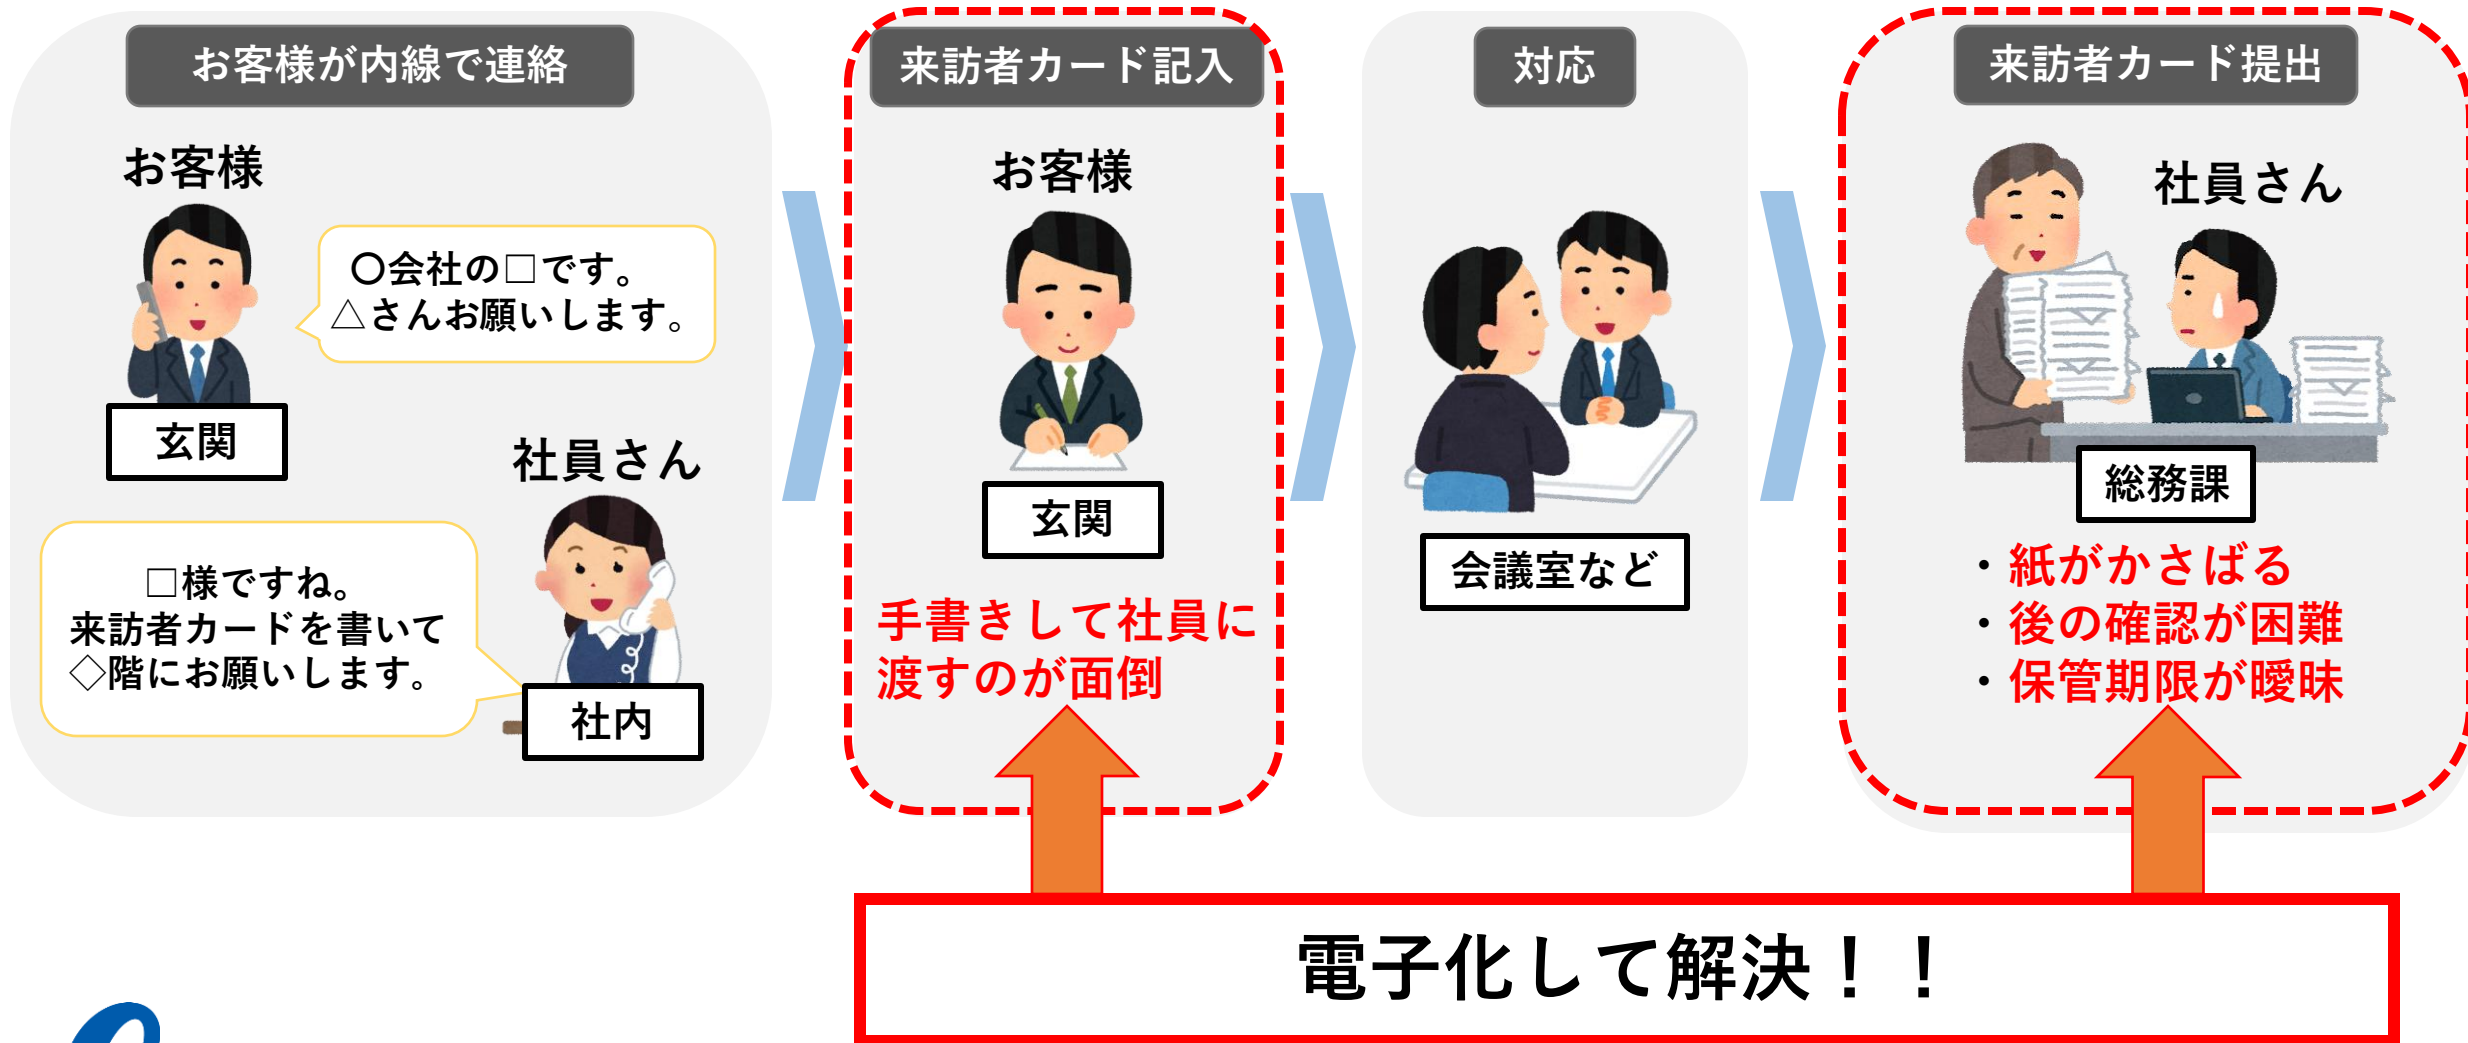 お客様が内線で連絡
お客様
〇会社の□です。
△さんお願いします。
玄関
社員さん
□様ですね。
来訪者カードを書いて
◇階にお願いします。
社内
来訪者カード記入
お客様
玄関
手書きして社員に
渡すのが面倒
対応
会議室など
来訪者カード提出
社員さん
総務課
・紙がかさばる
・後の確認が困難
・保管期限が曖昧
電子化して解決！！